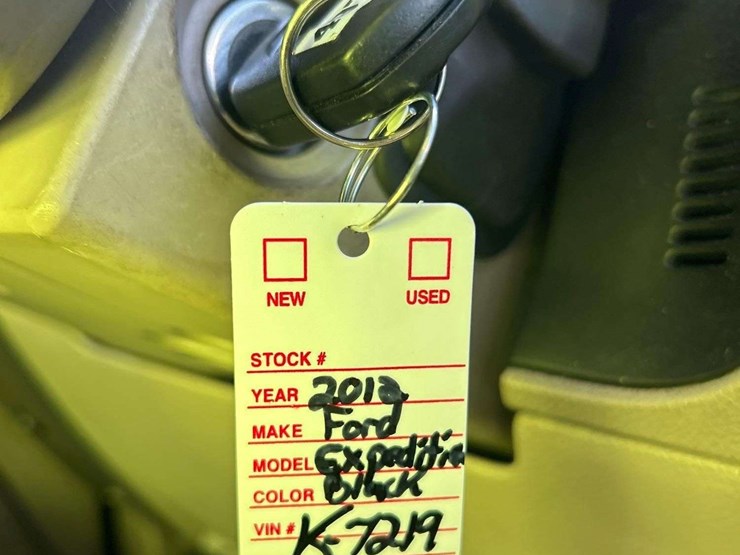 NEW USED
STOCK #
YEAR 2012
MAKE Ford
MODEL Expedition
COLOR Black
VIN # K-7219